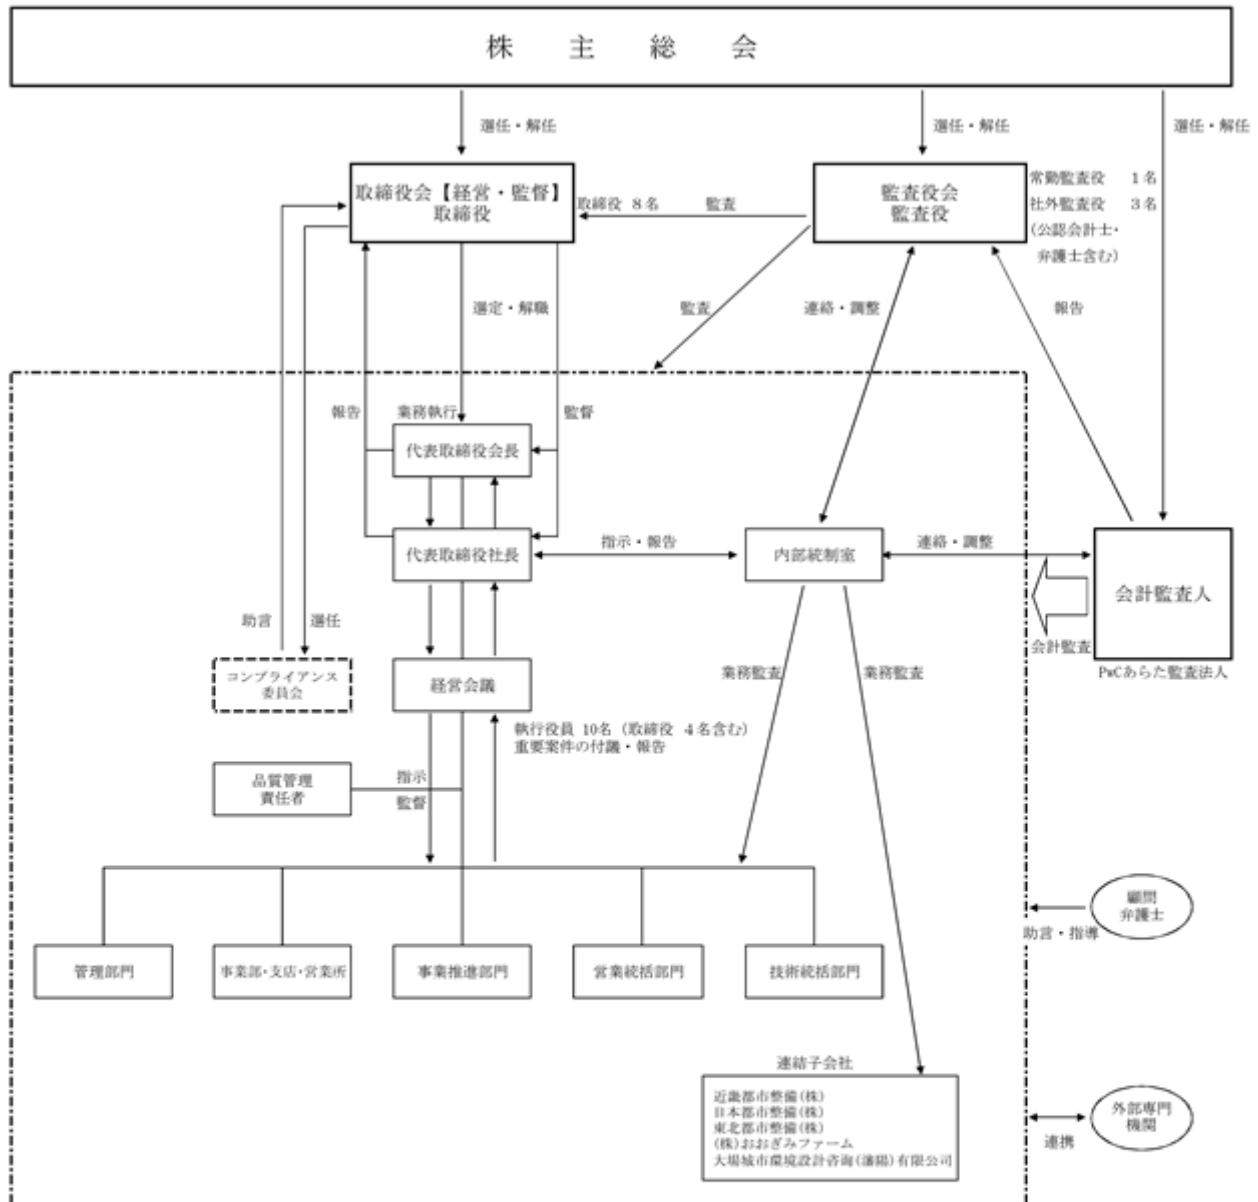 株主総会
選任・解任
選任・解任
選任・解任
取締役会【経営・監督】
取締役
取締役 8名
監査
監査役会
監査役
常勤監査役 1名
社外監査役 3名
(公認会計士・
弁護士含む)
選定・解職
監査
連絡・調整
報告
報告
業務執行
監督
代表取締役会長
代表取締役社長
指示・報告
内部統制室
連絡・調整
会計監査人
会計監査
PwCあらた監査法人
助言
選任
コンプライアンス
委員会
経営会議
業務監査
業務監査
執行役員 10名 (取締役 4名含む)
重要案件の付議・報告
品質管理
責任者
指示
監督
顧問
弁護士
助言・指導
管理部門
事業部・支店・営業所
事業推進部門
営業統括部門
技術統括部門
連結子会社
近畿都市整備(株)
日本都市整備(株)
東北都市整備(株)
(株)おおぎみファーム
大場城市環境設計咨询(瀋陽)有限公司
外部専門
機関
連携